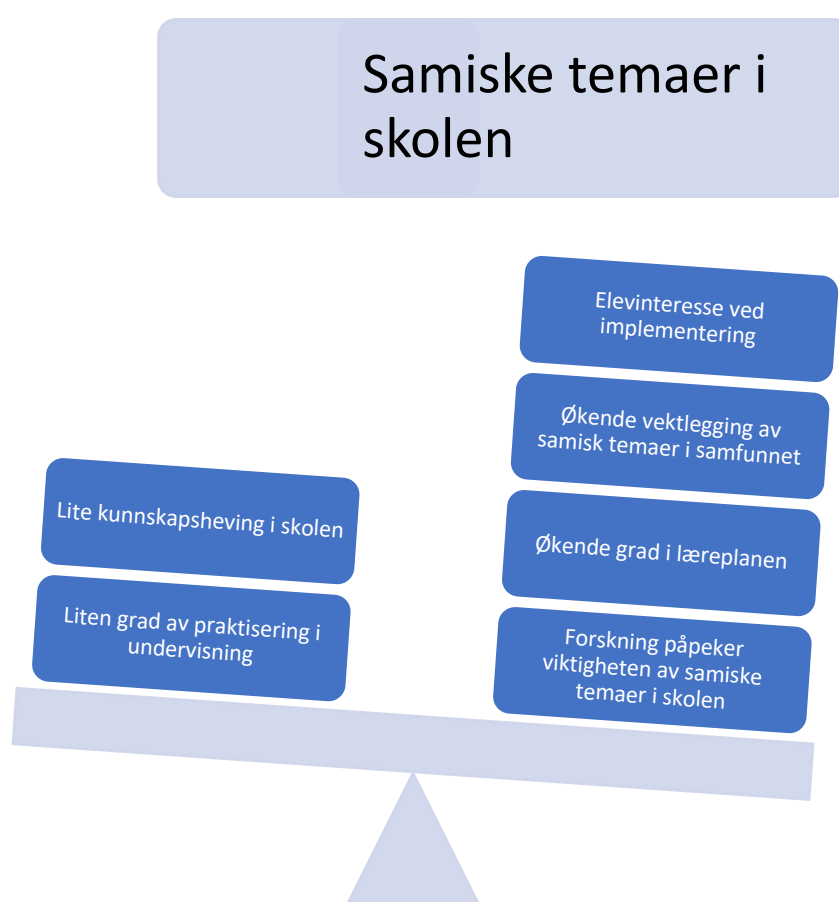 Samiske temaer i
skolen
Lite kunnskapsheving i skolen
Liten grad av praktisering i
undervisning
Elevinteresse ved
implementering
Økende vektlegging av
samisk temaer i samfunnet
Økende grad i læreplanen
Forskning påpeker
viktigheten av samiske
temaer i skolen